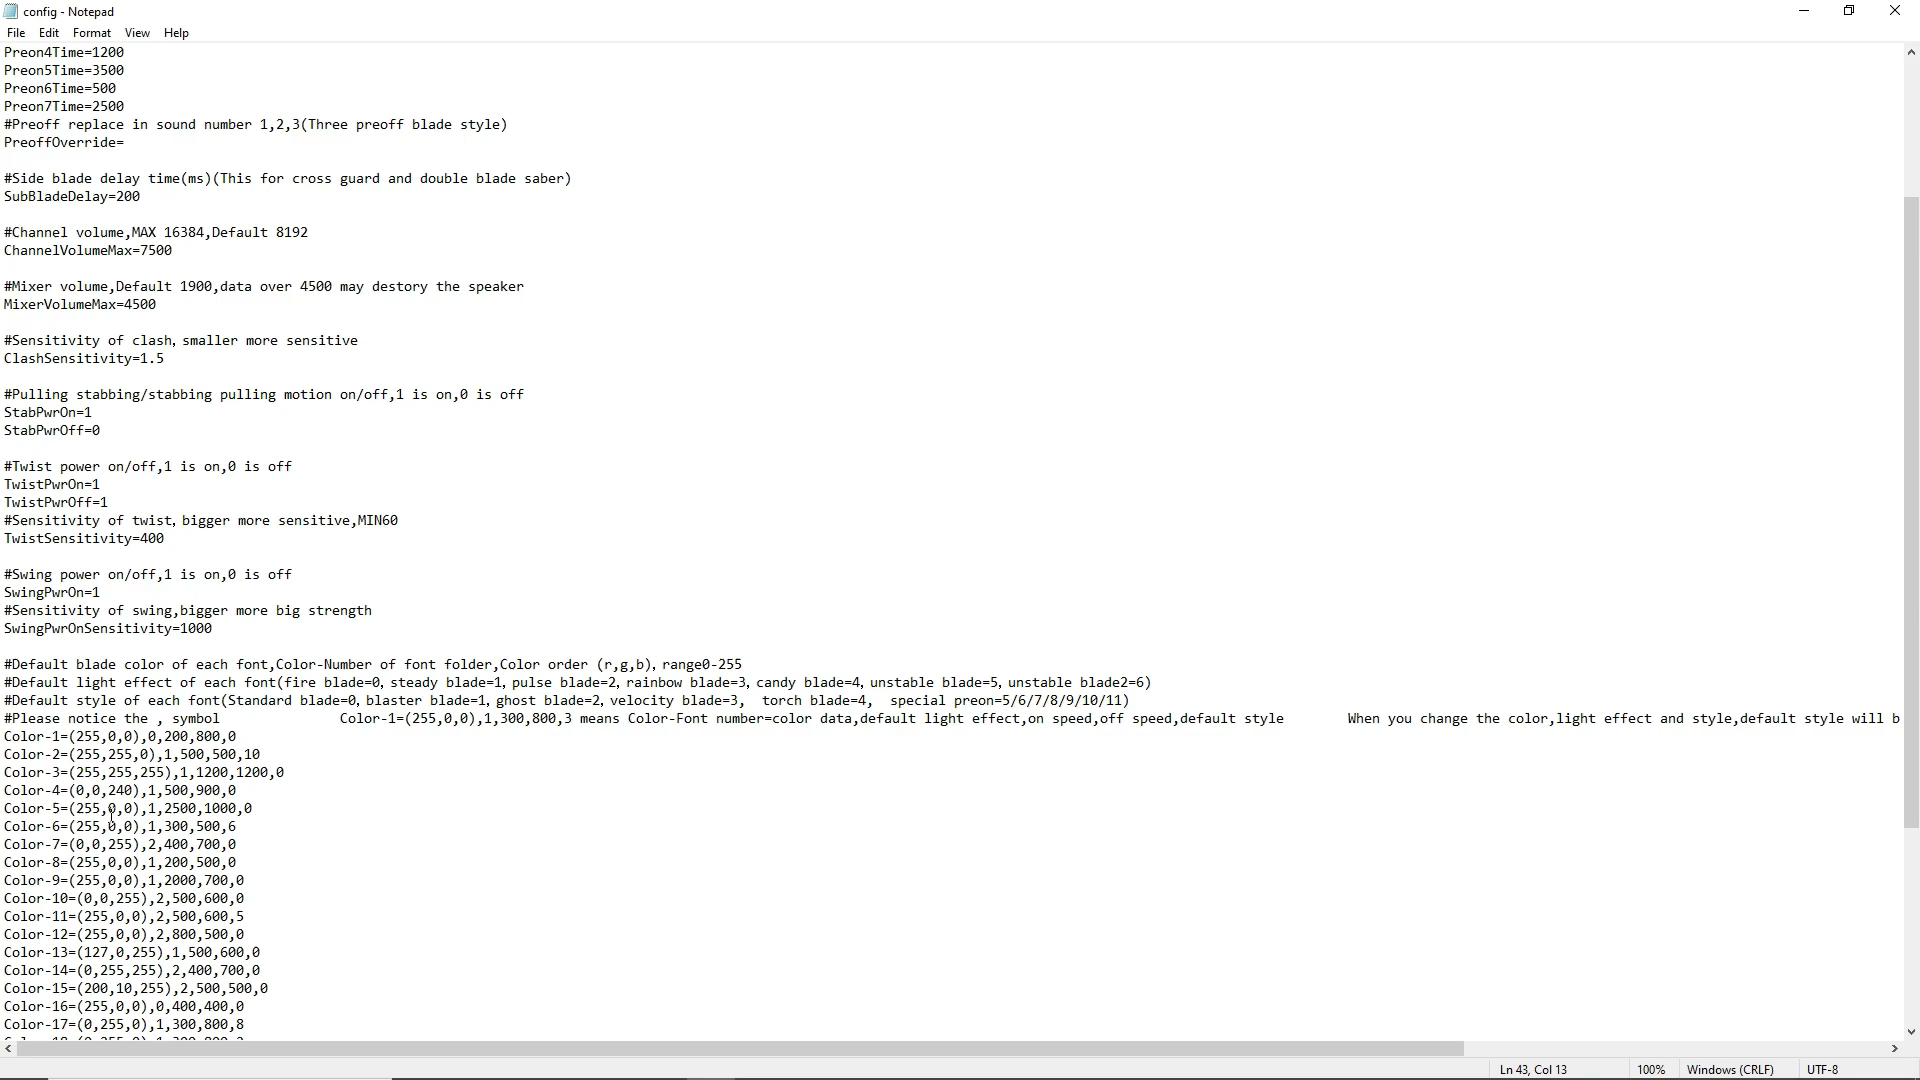 config - Notepad
File Edit Format View Help
Preon4Time=1200
Preon5Time=3500
Preon6Time=500
Preon7Time=2500
#Preoff replace in sound number 1,2,3(Three preoff blade style)
PreoffOverride=
#Side blade delay time(ms)(This for cross guard and double blade saber)
SubBladeDelay=200
#Channel volume,MAX 16384,Default 8192
ChannelVolumeMax=7500
#Mixer volume,Default 1900,data over 4500 may destory the speaker
MixerVolumeMax=4500
#Sensitivity of clash, smaller more sensitive
ClashSensitivity=1.5
#Pulling stabbing/stabbing pulling motion on/off,1 is on,0 is off
StabPwrOn=1
StabPwrOff=0
#Twist power on/off,1 is on,0 is off
TwistPwrOn=1
TwistPwrOff=1
#Sensitivity of twist, bigger more sensitive,MIN60
TwistSensitivity=400
#Swing power on/off,1 is on,0 is off
SwingPwrOn=1
#Sensitivity of swing,bigger more big strength
SwingPwrOnSensitivity=1000
#Default blade color of each font,Color-Number of font folder,Color order (r,g,b), range0-255
#Default light effect of each font(fire blade=0, steady blade=1, pulse blade=2, rainbow blade=3, candy blade=4, unstable blade=5, unstable blade2=6)
#Default style of each font(Standard blade=0, blaster blade=1, ghost blade=2, velocity blade=3, torch blade=4, special preon=5/6/7/8/9/10/11)
#Please notice the , symbol Color-1=(255,0,0),1,300,800,3 means Color-Font number=color data,default light effect,on speed,off speed,default style When you change the color,light effect and style,default style will b
Color-1=(255,0,0),0,200,800,0
Color-2=(255,255,0),1,500,500,10
Color-3=(255,255,255),1,1200,1200,0
Color-4=(0,0,240),1,500,900,0
Color-5=(255,0,0),1,2500,1000,0
Color-6=(255,0,0),1,300,500,6
Color-7=(0,0,255),2,400,700,0
Color-8=(255,0,0),1,200,500,0
Color-9=(255,0,0),1,2000,700,0
Color-10=(0,0,255),2,500,600,0
Color-11=(255,0,0),2,500,600,5
Color-12=(255,0,0),2,800,500,0
Color-13=(127,0,255),1,500,600,0
Color-14=(0,255,255),2,400,700,0
Color-15=(200,10,255),2,500,500,0
Color-16=(255,0,0),0,400,400,0
Color-17=(0,255,0),1,300,800,8
Ln 43, Col 13 100% Windows (CRLF) UTF-8